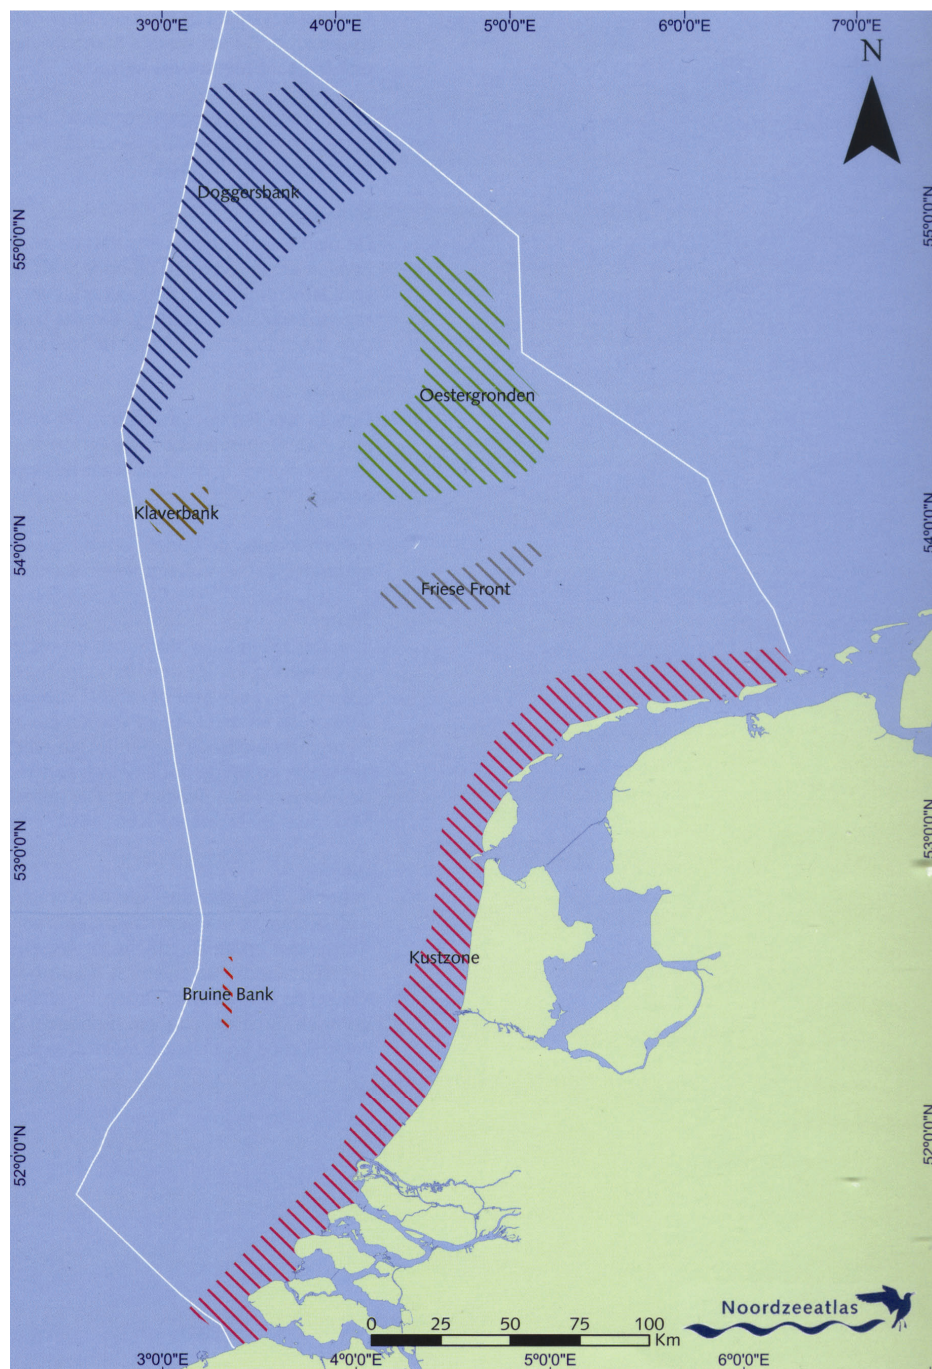 3°0'0"E 4°0'0"E 5°0'0"E 6°0'0"E 7°0'0"E
N
Doggersbank
55°0'0"N 55°0'0"N
Oestergronden
Klaverbank
54°0'0"N 54°0'0"N
Friese Front
53°0'0"N 53°0'0"N
Kustzone
Bruine Bank
52°0'0"N 52°0'0"N
Noordzeeatlas
0 25 50 75 100
Km
3°0'0"E 4°0'0"E 5°0'0"E 6°0'0"E